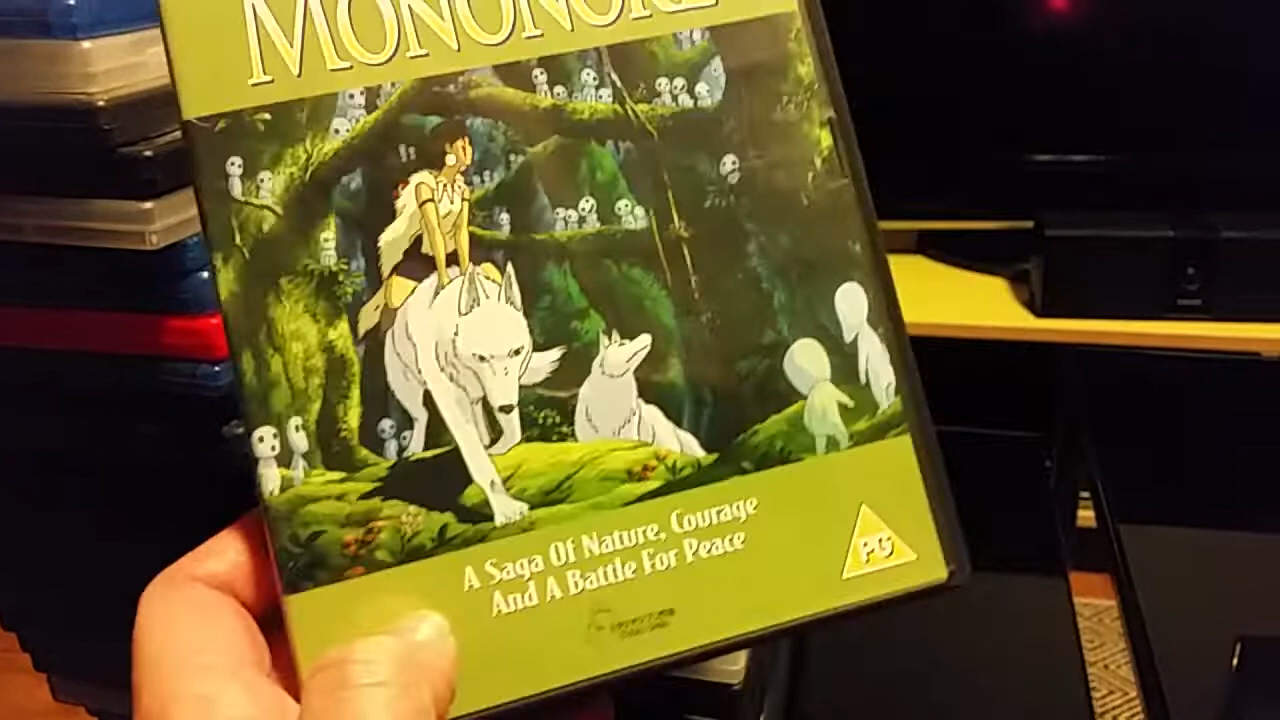 MONONOKE
A Saga Of Nature, Courage
And A Battle For Peace
PG